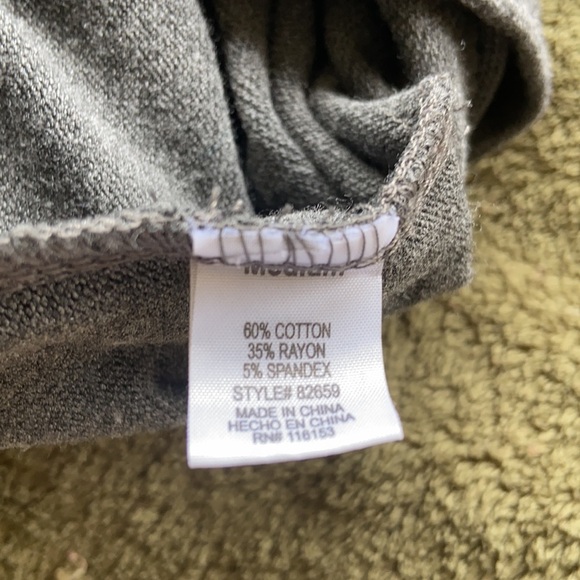 Medium
60% COTTON
35% RAYON
5% SPANDEX
STYLE# 82659
MADE IN CHINA
HECHO EN CHINA
RN# 116153